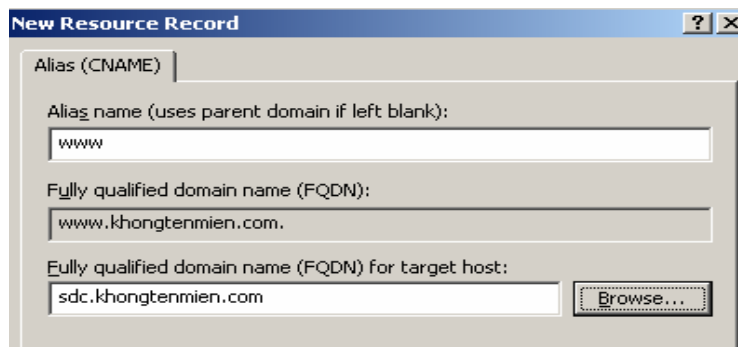 New Resource Record
Alias (CNAME)
Alias name (uses parent domain if left blank):
www
Fully qualified domain name (FQDN):
www.khongtenmien.com.
Fully qualified domain name (FQDN) for target host:
sdc.khongtenmien.com
Browse...